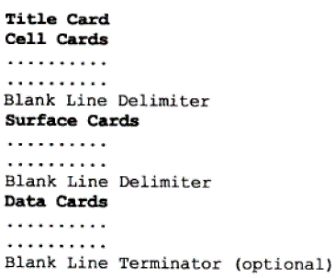 Title Card
Cell Cards
..........
..........
Blank Line Delimiter
Surface Cards
..........
..........
Blank Line Delimiter
Data Cards
..........
..........
Blank Line Terminator (optional)